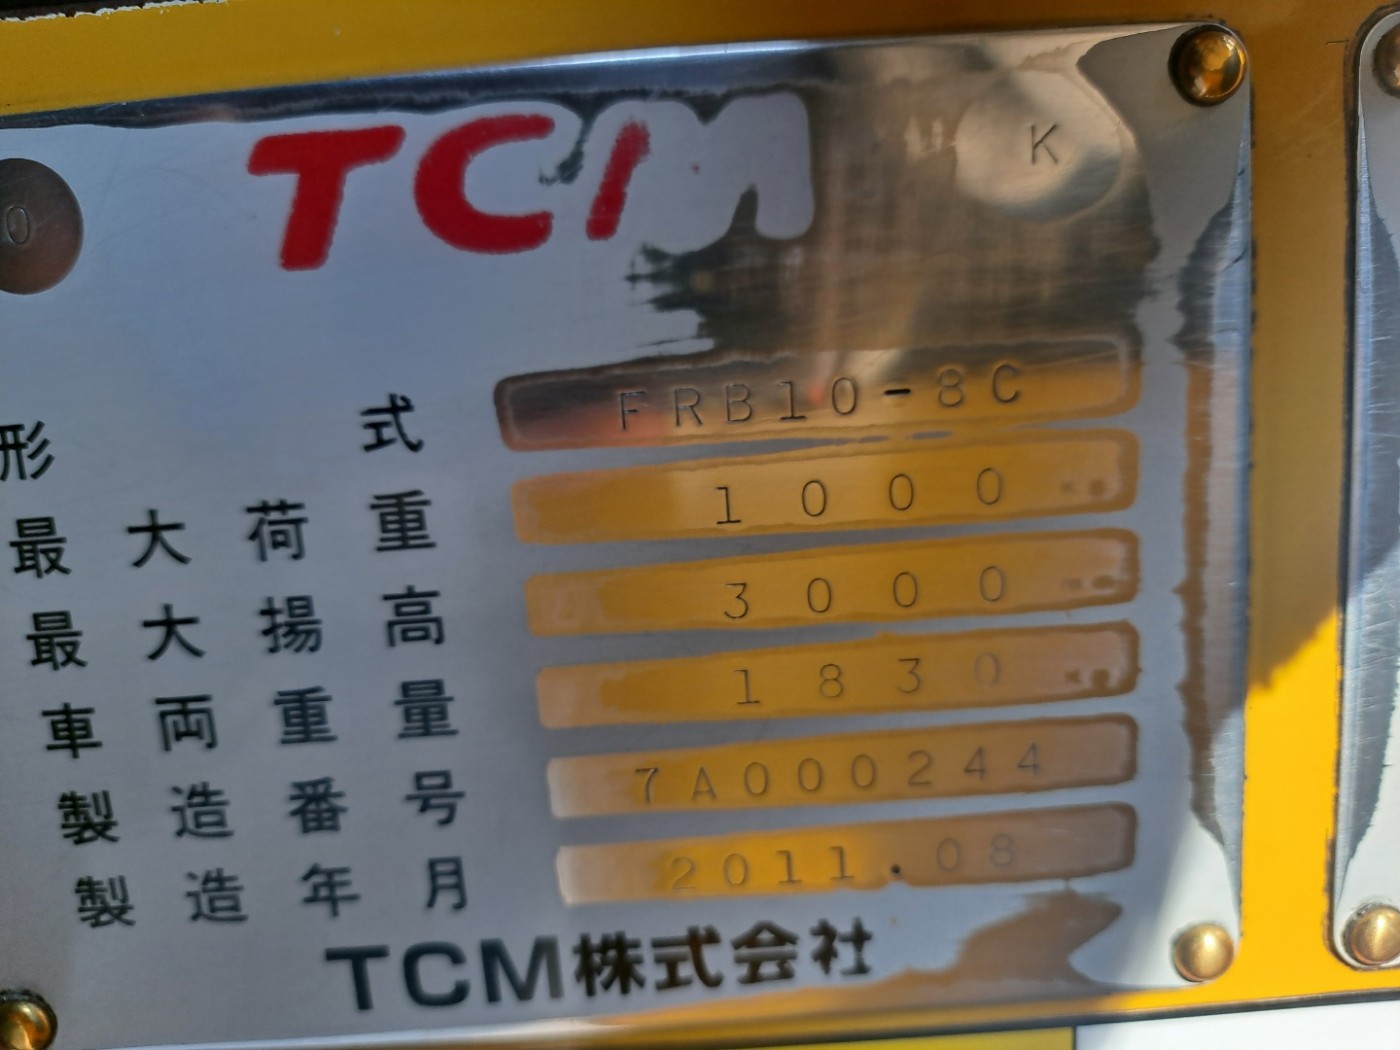 TCM
O K
形式 FRB10-8C
最大荷重 1000 kg
最大揚高 3000
車両重量 1830 kg
製造番号 7A000244
製造年月 2011.08
TCM株式会社